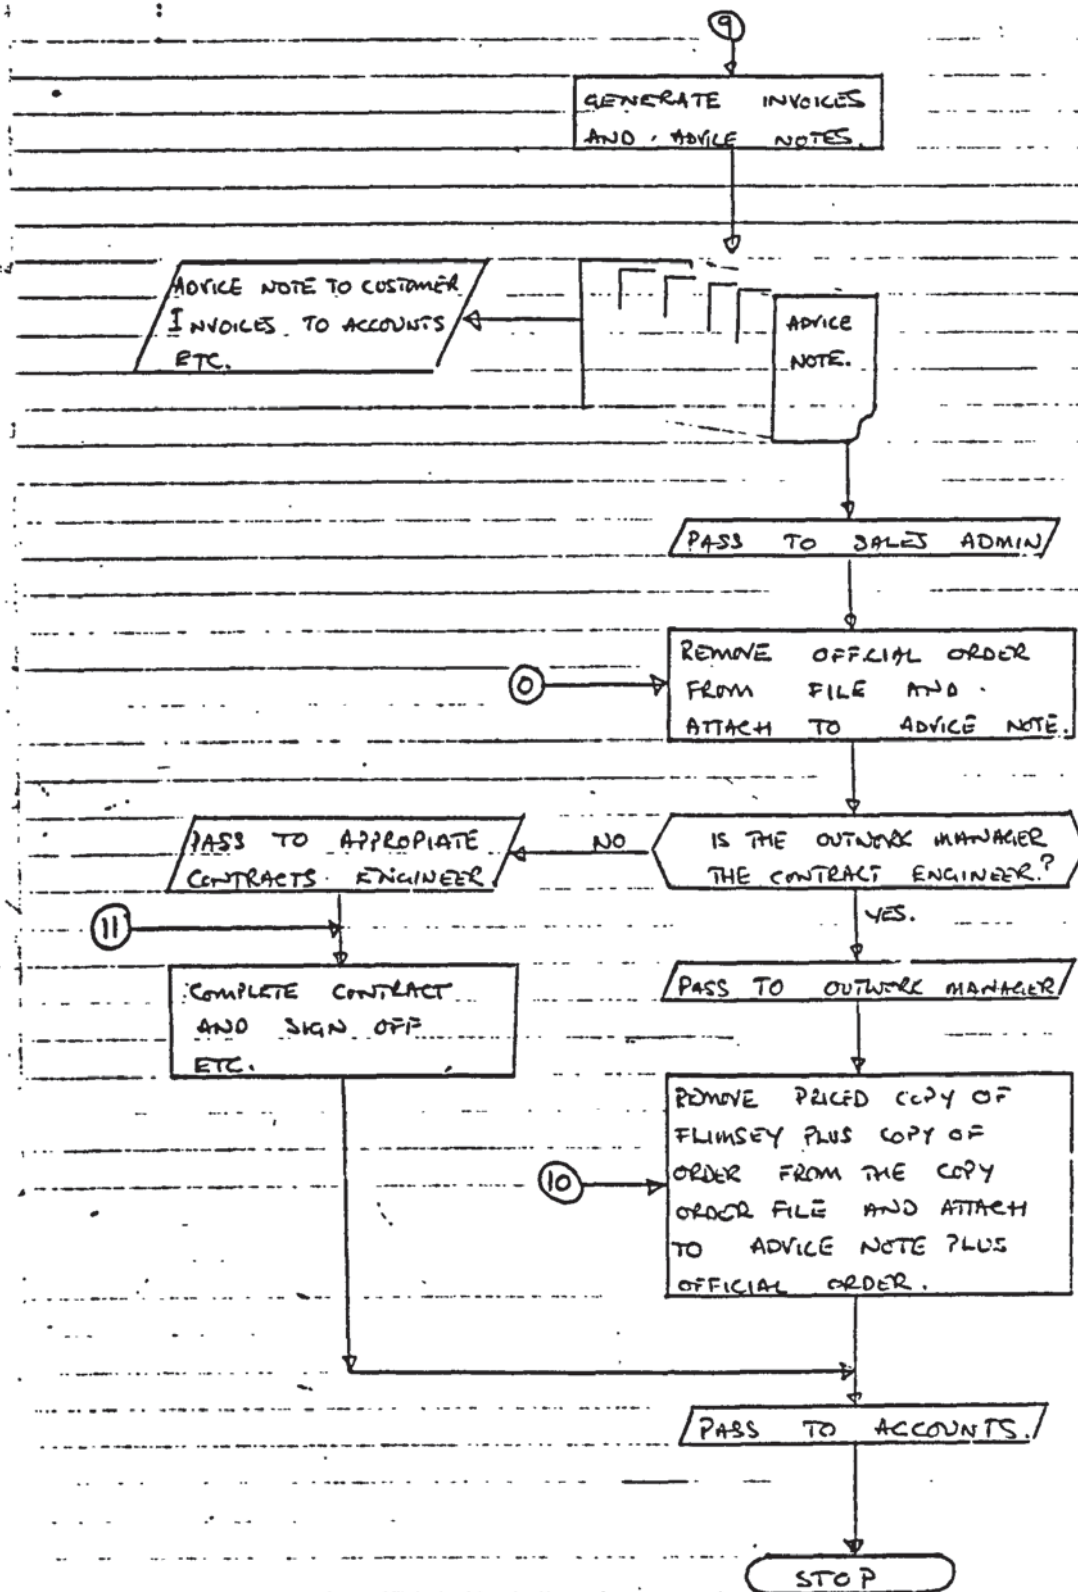 9
GENERATE INVOICES
AND ADVICE NOTES.
ADVICE NOTE TO CUSTOMER
INVOICES TO ACCOUNTS
ETC.
ADVICE
NOTE.
PASS TO SALES ADMIN
REMOVE OFFICIAL ORDER
FROM FILE AND
ATTACH TO ADVICE NOTE.
0
PASS TO APPROPIATE
CONTRACTS ENGINEER
NO
IS THE OUTWORK MANAGER
THE CONTRACT ENGINEER?
YES.
11
COMPLETE CONTRACT
AND SIGN OFF
ETC.
PASS TO OUTWORK MANAGER
REMOVE PRICED COPY OF
FLIMSEY PLUS COPY OF
ORDER FROM THE COPY
ORDER FILE AND ATTACH
TO ADVICE NOTE PLUS
OFFICIAL ORDER.
10
PASS TO ACCOUNTS.
STOP